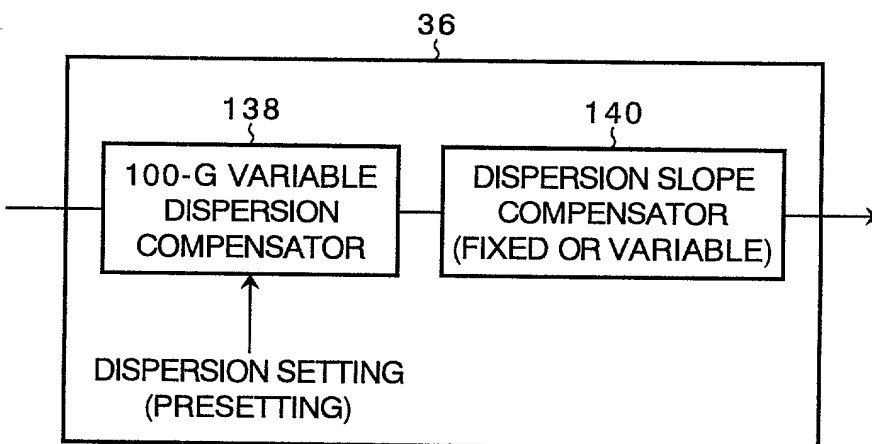 36
138
140
100-G VARIABLE
DISPERSION
COMPENSATOR
DISPERSION SLOPE
COMPENSATOR
(FIXED OR VARIABLE)
DISPERSION SETTING
(PRESETTING)